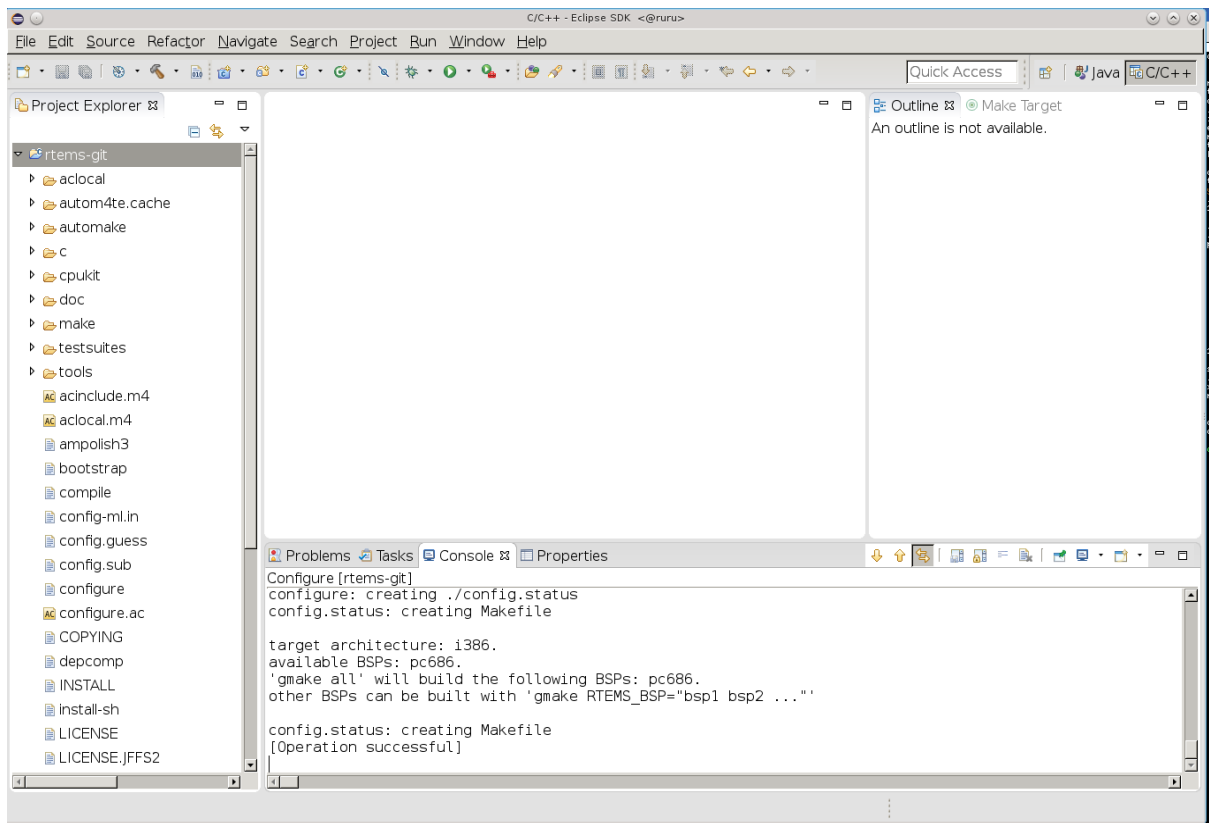 C/C++ - Eclipse SDK <@ruru>
File Edit Source Refactor Navigate Search Project Run Window Help
Quick Access Java C/C++
Project Explorer
rtems-git
aclocal
autom4te.cache
automake
c
cpukit
doc
make
testsuites
tools
acinclude.m4
aclocal.m4
ampolish3
bootstrap
compile
config-ml.in
config.guess
config.sub
configure
configure.ac
COPYING
depcomp
INSTALL
install-sh
LICENSE
LICENSE.JFFS2
Outline Make Target
An outline is not available.
Problems Tasks Console Properties
Configure [rtems-git]
configure: creating ./config.status
config.status: creating Makefile
target architecture: i386.
available BSPs: pc686.
'gmake all' will build the following BSPs: pc686.
other BSPs can be built with 'gmake RTEMS_BSP="bsp1 bsp2 ..."'
config.status: creating Makefile
[Operation successful]